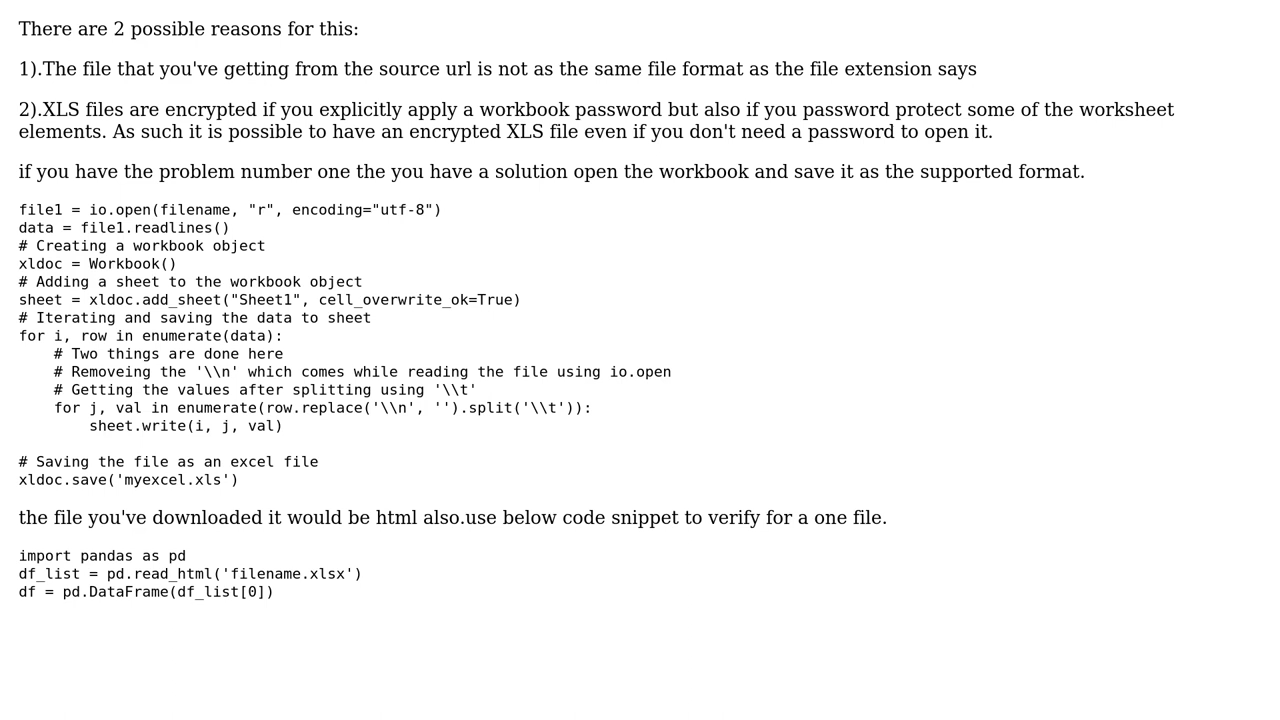 There are 2 possible reasons for this:
1).The file that you've getting from the source url is not as the same file format as the file extension says
2).XLS files are encrypted if you explicitly apply a workbook password but also if you password protect some of the worksheet
elements. As such it is possible to have an encrypted XLS file even if you don't need a password to open it.
if you have the problem number one the you have a solution open the workbook and save it as the supported format.
file1 = io.open(filename, "r", encoding="utf-8")
data = file1.readlines()
# Creating a workbook object
xldoc = Workbook()
# Adding a sheet to the workbook object
sheet = xldoc.add_sheet("Sheet1", cell_overwrite_ok=True)
# Iterating and saving the data to sheet
for i, row in enumerate(data):
    # Two things are done here
    # Removeing the '\\n' which comes while reading the file using io.open
    # Getting the values after splitting using '\\t'
    for j, val in enumerate(row.replace('\\n', '').split('\\t')):
        sheet.write(i, j, val)
# Saving the file as an excel file
xldoc.save('myexcel.xls')
the file you've downloaded it would be html also.use below code snippet to verify for a one file.
import pandas as pd
df_list = pd.read_html('filename.xlsx')
df = pd.DataFrame(df_list[0])